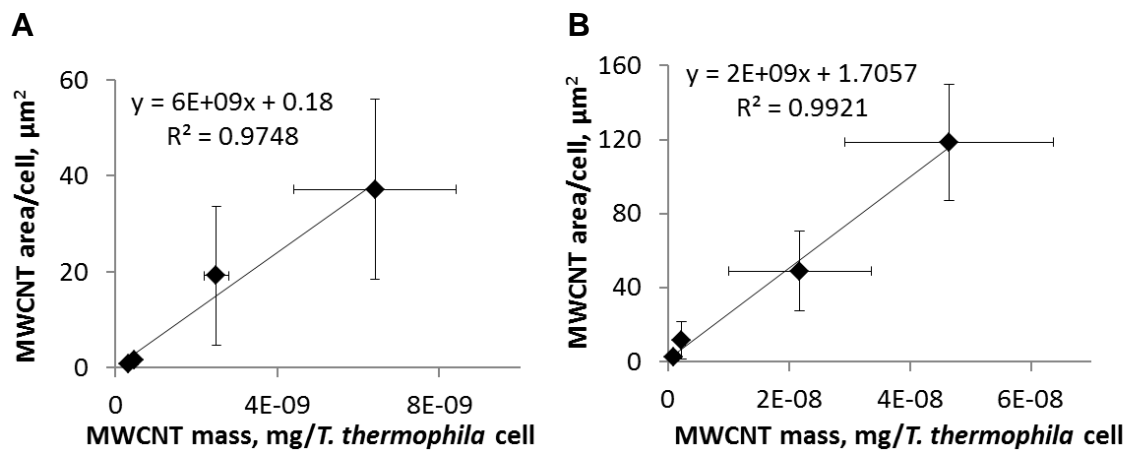 A
MWCNT area/cell, µm²
60
40
20
0
y = 6E+09x + 0.18
R² = 0.9748
0 4E-09 8E-09
MWCNT mass, mg/T. thermophila cell
B
MWCNT area/cell, µm²
160
120
80
40
0
y = 2E+09x + 1.7057
R² = 0.9921
0 2E-08 4E-08 6E-08
MWCNT mass, mg/T. thermophila cell